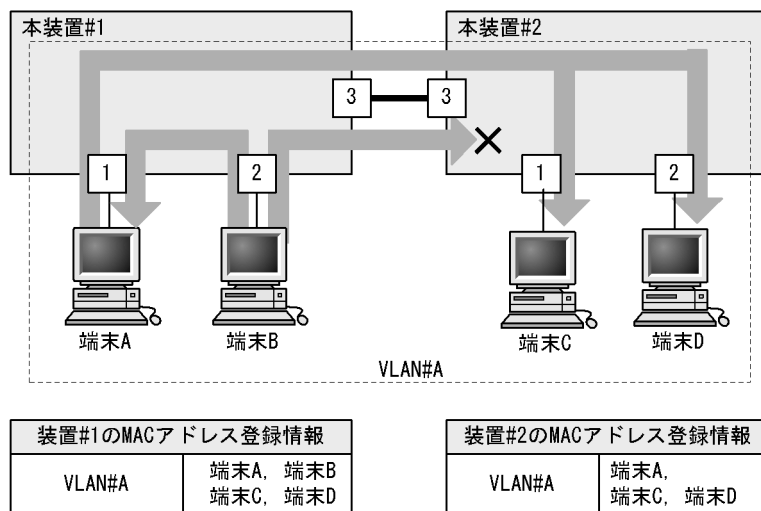 本装置#1
本装置#2
3
3
1
2
1
2
端末A
端末B
端末C
端末D
VLAN#A
装置#1のMACアドレス登録情報
VLAN#A
端末A, 端末B
端末C, 端末D
装置#2のMACアドレス登録情報
VLAN#A
端末A,
端末C, 端末D